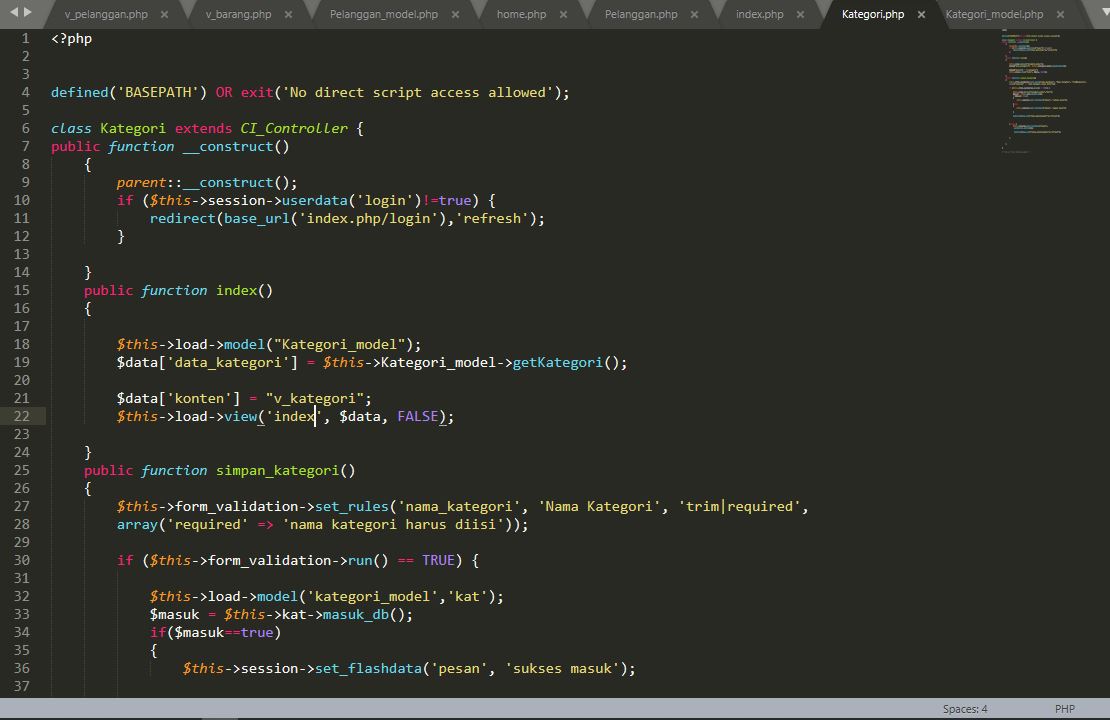 v_pelanggan.php × v_barang.php × Pelanggan_model.php × home.php × Pelanggan.php × index.php × Kategori.php × Kategori_model.php ×
1 <?php
2
3
4 defined('BASEPATH') OR exit('No direct script access allowed');
5
6 class Kategori extends CI_Controller {
7 public function __construct()
8 {
9 parent::__construct();
10 if ($this->session->userdata('login')!=true) {
11 redirect(base_url('index.php/login'),'refresh');
12 }
13
14 }
15 public function index()
16 {
17
18 $this->load->model("Kategori_model");
19 $data['data_kategori'] = $this->Kategori_model->getKategori();
20
21 $data['konten'] = "v_kategori";
22 $this->load->view('index', $data, FALSE);
23
24 }
25 public function simpan_kategori()
26 {
27 $this->form_validation->set_rules('nama_kategori', 'Nama Kategori', 'trim|required',
28 array('required' => 'nama kategori harus diisi'));
29
30 if ($this->form_validation->run() == TRUE) {
31
32 $this->load->model('kategori_model','kat');
33 $masuk = $this->kat->masuk_db();
34 if($masuk==true)
35 {
36 $this->session->set_flashdata('pesan', 'sukses masuk');
37
Spaces: 4 PHP